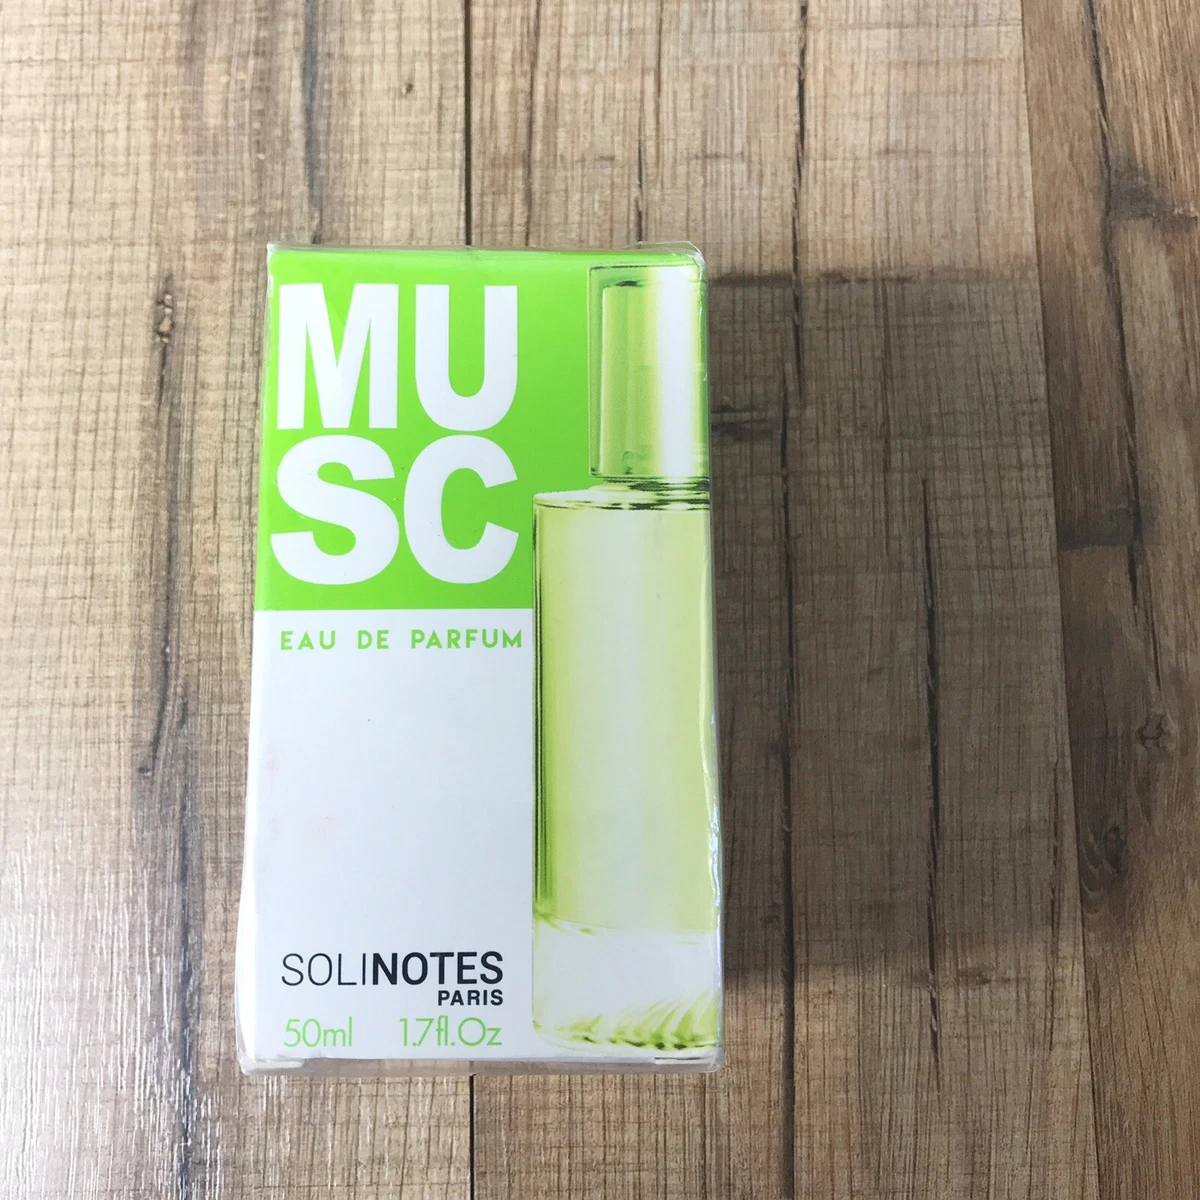 MU
SC
EAU DE PARFUM
SOLINOTES
PARIS
50ml 1.7fl.Oz